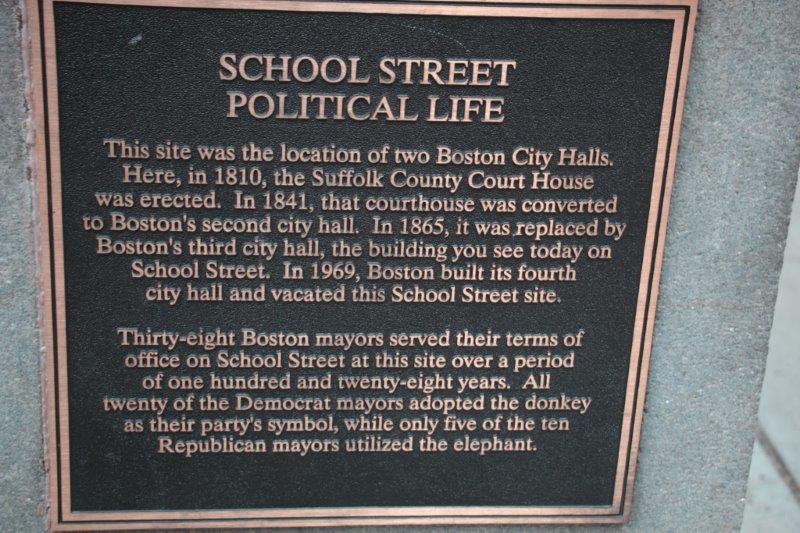 SCHOOL STREET
POLITICAL LIFE
This site was the location of two Boston City Halls.
Here, in 1810, the Suffolk County Court House
was erected. In 1841, that courthouse was converted
to Boston's second city hall. In 1865, it was replaced by
Boston's third city hall, the building you see today on
School Street. In 1969, Boston built its fourth
city hall and vacated this School Street site.
Thirty-eight Boston mayors served their terms of
office on School Street at this site over a period
of one hundred and twenty-eight years. All
twenty of the Democrat mayors adopted the donkey
as their party's symbol, while only five of the ten
Republican mayors utilized the elephant.